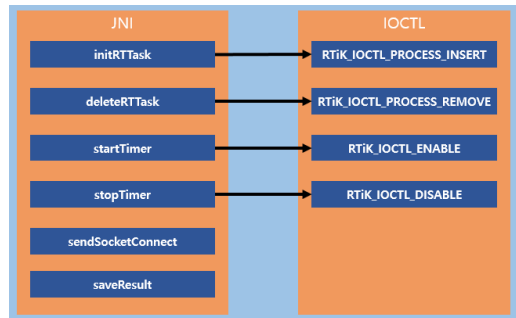 JNI
IOCTL
initRTTask
RTiK_IOCTL_PROCESS_INSERT
deleteRTTask
RTiK_IOCTL_PROCESS_REMOVE
startTimer
RTiK_IOCTL_ENABLE
stopTimer
RTiK_IOCTL_DISABLE
sendSocketConnect
saveResult